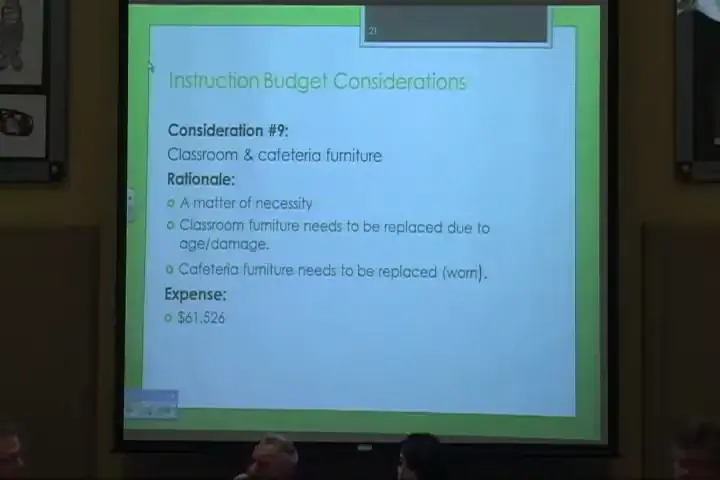 21
Instruction Budget Considerations
Consideration #9:
Classroom & cafeteria furniture
Rationale:
A matter of necessity
Classroom furniture needs to be replaced due to
age/damage.
Cafeteria furniture needs to be replaced (worn).
Expense:
$61,526